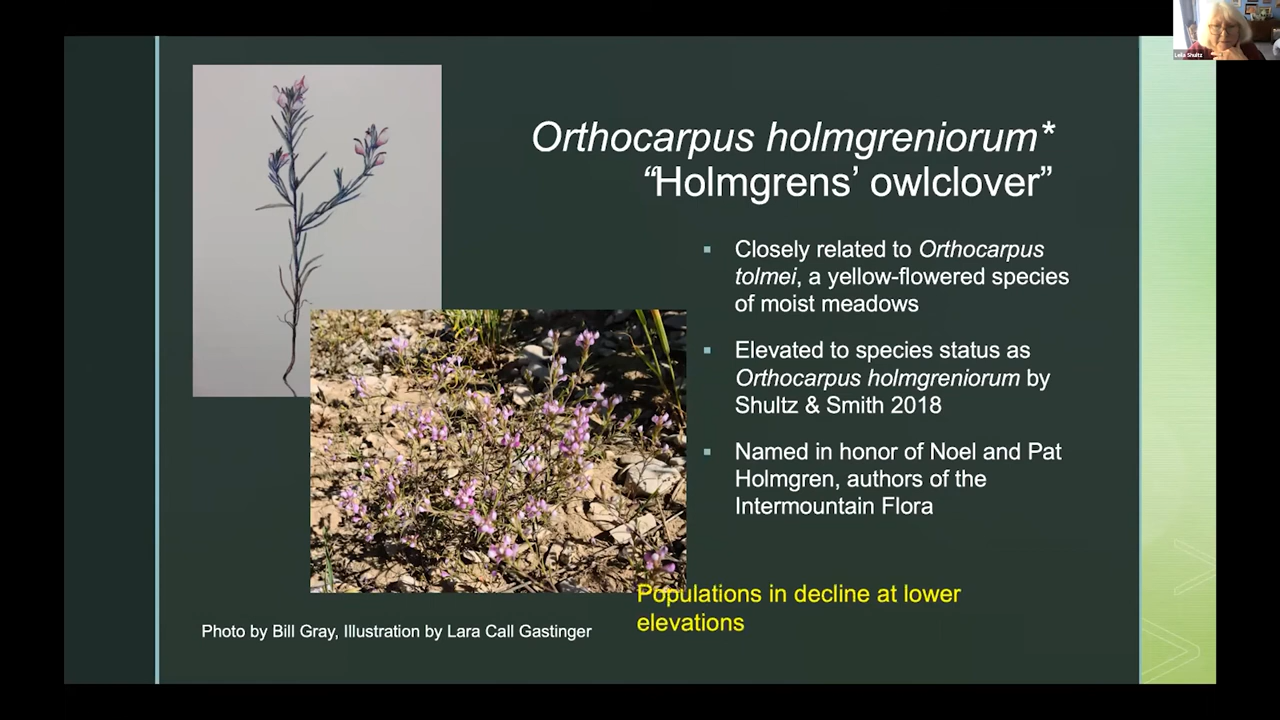 Leila Shultz
Orthocarpus holmgreniorum*
“Holmgrens’ owlclover”
▪ Closely related to Orthocarpus
tolmei, a yellow-flowered species
of moist meadows
▪ Elevated to species status as
Orthocarpus holmgreniorum by
Shultz & Smith 2018
▪ Named in honor of Noel and Pat
Holmgren, authors of the
Intermountain Flora
Populations in decline at lower
elevations
Photo by Bill Gray, Illustration by Lara Call Gastinger